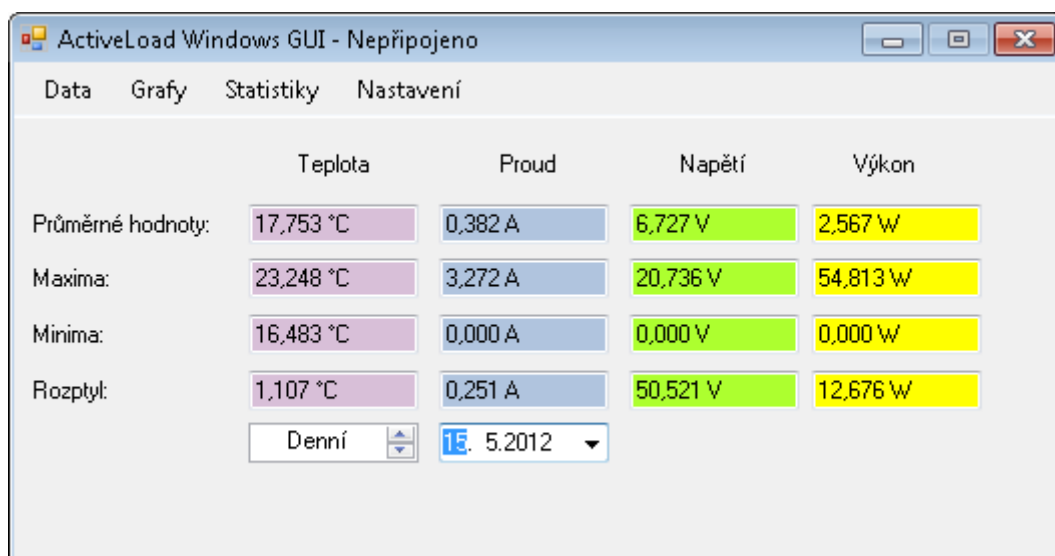 ActiveLoad Windows GUI - Nepřipojeno
Data Grafy Statistiky Nastavení
Teplota Proud Napětí Výkon
Průměrné hodnoty: 17,753 °C 0,382 A 6,727 V 2,567 W
Maxima: 23,248 °C 3,272 A 20,736 V 54,813 W
Minima: 16,483 °C 0,000 A 0,000 V 0,000 W
Rozptyl: 1,107 °C 0,251 A 50,521 V 12,676 W
Denní 15. 5.2012